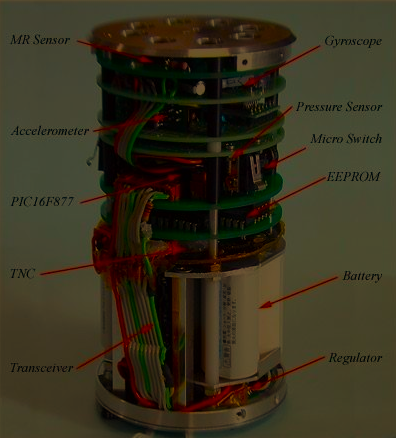 MR Sensor
Gyroscope
Pressure Sensor
Accelerometer
Micro Switch
EEPROM
PIC16F877
TNC
Battery
Transceiver
Regulator